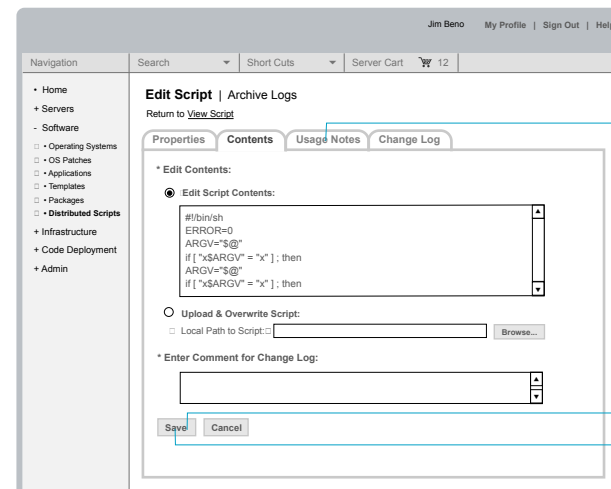 Jim Beno My Profile | Sign Out | Help
Navigation Search Short Cuts Server Cart 12
• Home
+ Servers
- Software
• Operating Systems
• OS Patches
• Applications
• Templates
• Packages
• Distributed Scripts
+ Infrastructure
+ Code Deployment
+ Admin
Edit Script | Archive Logs
Return to View Script
Properties Contents Usage Notes Change Log
* Edit Contents:
Edit Script Contents:
#!/bin/sh
ERROR=0
ARGV="$@"
if [ "x$ARGV" = "x" ] ; then
ARGV="$@"
if [ "x$ARGV" = "x" ] ; then
Upload & Overwrite Script:
Local Path to Script: Browse...
* Enter Comment for Change Log:
Save Cancel